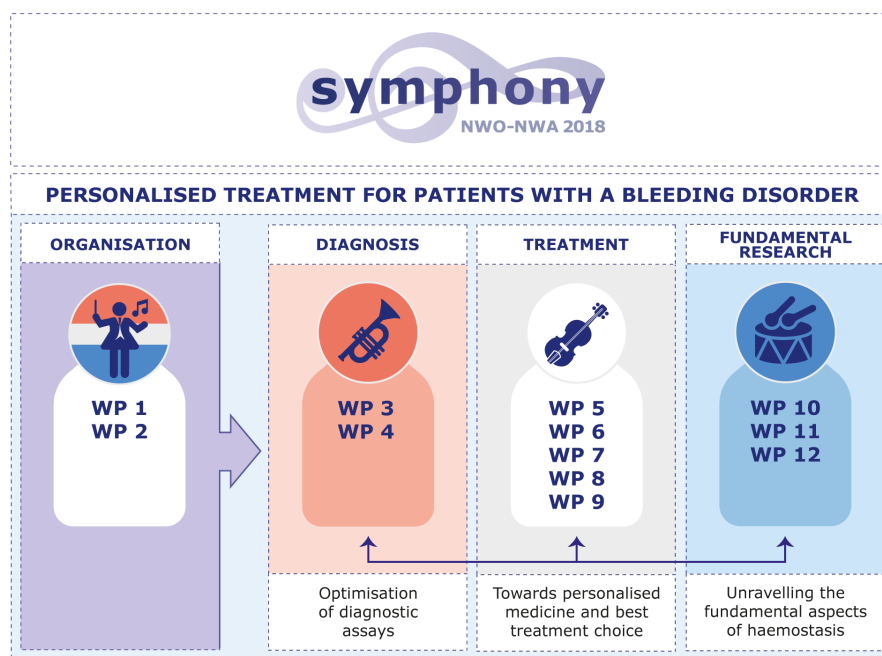 symphony
NWO-NWA 2018
PERSONALISED TREATMENT FOR PATIENTS WITH A BLEEDING DISORDER
ORGANISATION
WP 1
WP 2
DIAGNOSIS
WP 3
WP 4
Optimisation
of diagnostic
assays
TREATMENT
WP 5
WP 6
WP 7
WP 8
WP 9
Towards personalised
medicine and best
treatment choice
FUNDAMENTAL
RESEARCH
WP 10
WP 11
WP 12
Unravelling the
fundamental aspects
of haemostasis